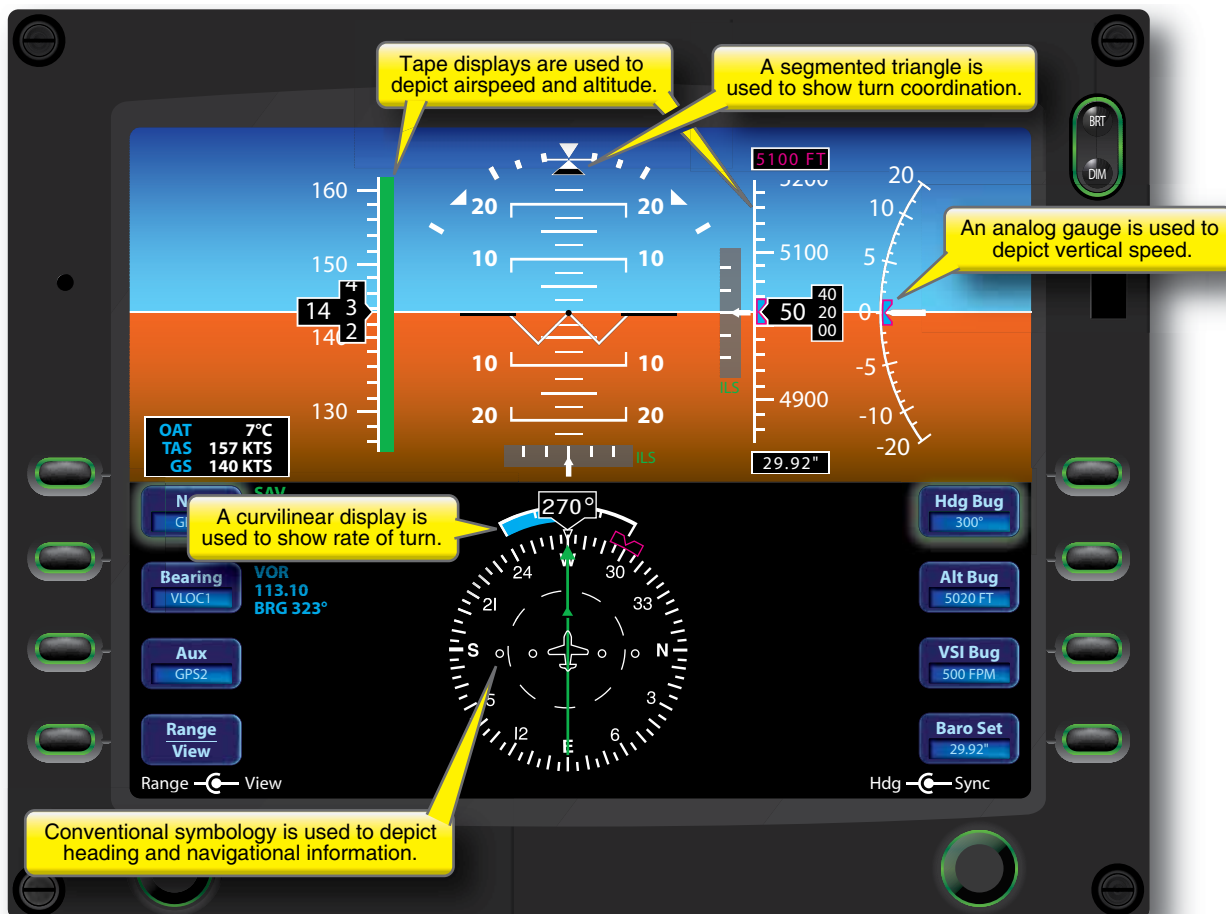 Tape displays are used to
depict airspeed and altitude.
A segmented triangle is
used to show turn coordination.
BRT
DIM
An analog gauge is used to
depict vertical speed.
5100 FT
160
150
140
130
14
4
3
2
20 20
10 10
10 10
20 20
5200
5100
4900
50
40
20
00
20
10
5
0
-5
-10
-20
ILS
ILS
29.92"
OAT 7°C
TAS 157 KTS
GS 140 KTS
SAV
A curvilinear display is
used to show rate of turn.
270°
Hdg Bug
300°
Bearing
VLOC1
VOR
113.10
BRG 323°
Alt Bug
5020 FT
Aux
GPS2
VSI Bug
500 FPM
Range
View
Baro Set
29.92"
W
30
33
N
3
6
E
12
S
21
24
Range View
Hdg Sync
Conventional symbology is used to depict
heading and navigational information.